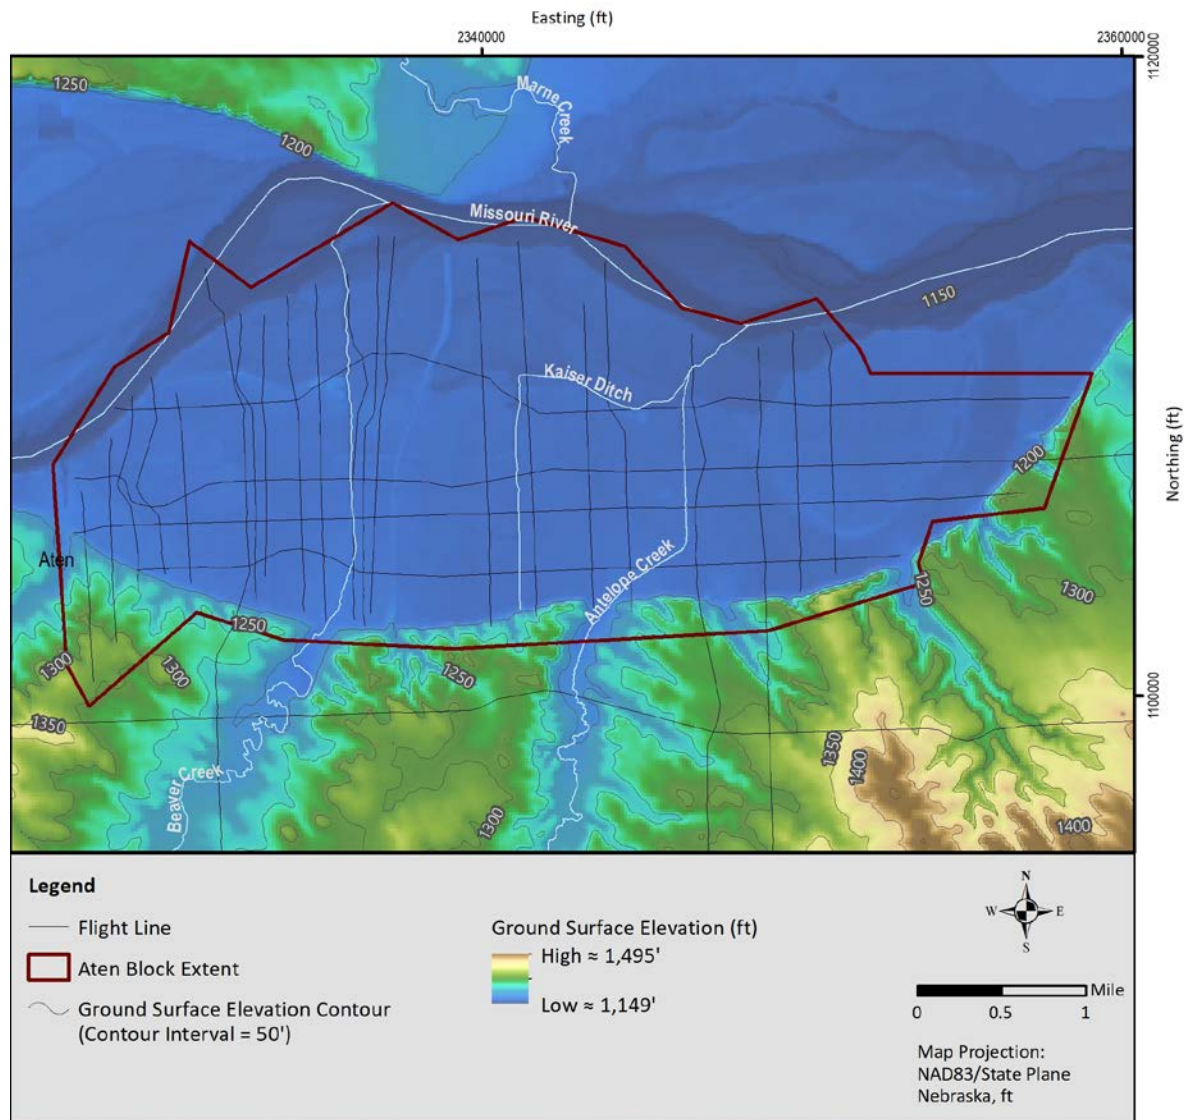 Easting (ft)
2340000
2360000
1120000
1250
Marne Creek
1200
Missouri River
1150
Kaiser Ditch
Northing (ft)
1200
Aten
Antelope Creek
1250
1300
1250
1300
1300
1250
1100000
1350
1350
1400
Beaver Creek
1300
1400
Legend
Flight Line
Aten Block Extent
Ground Surface Elevation Contour
(Contour Interval = 50')
Ground Surface Elevation (ft)
High ≈ 1,495'
Low ≈ 1,149'
N
W E
S
Mile
0 0.5 1
Map Projection:
NAD83/State Plane
Nebraska, ft